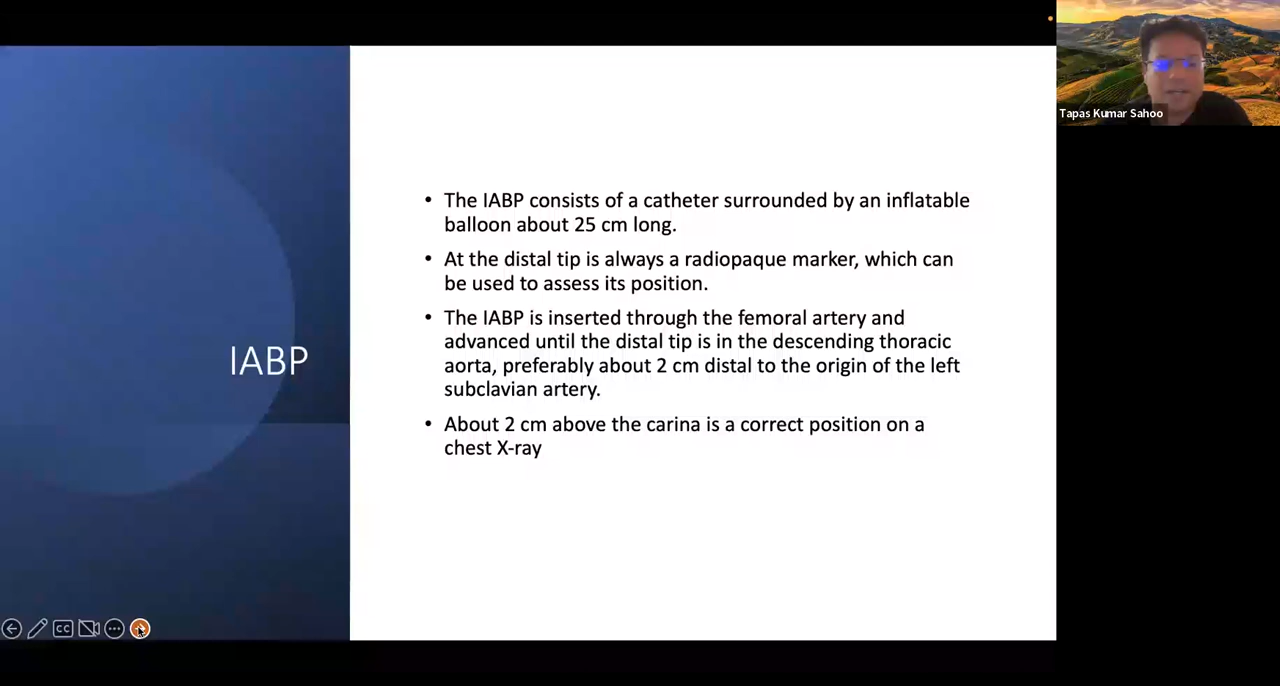 Tapas Kumar Sahoo
IABP
• The IABP consists of a catheter surrounded by an inflatable
balloon about 25 cm long.
• At the distal tip is always a radiopaque marker, which can
be used to assess its position.
• The IABP is inserted through the femoral artery and
advanced until the distal tip is in the descending thoracic
aorta, preferably about 2 cm distal to the origin of the left
subclavian artery.
• About 2 cm above the carina is a correct position on a
chest X-ray
CC